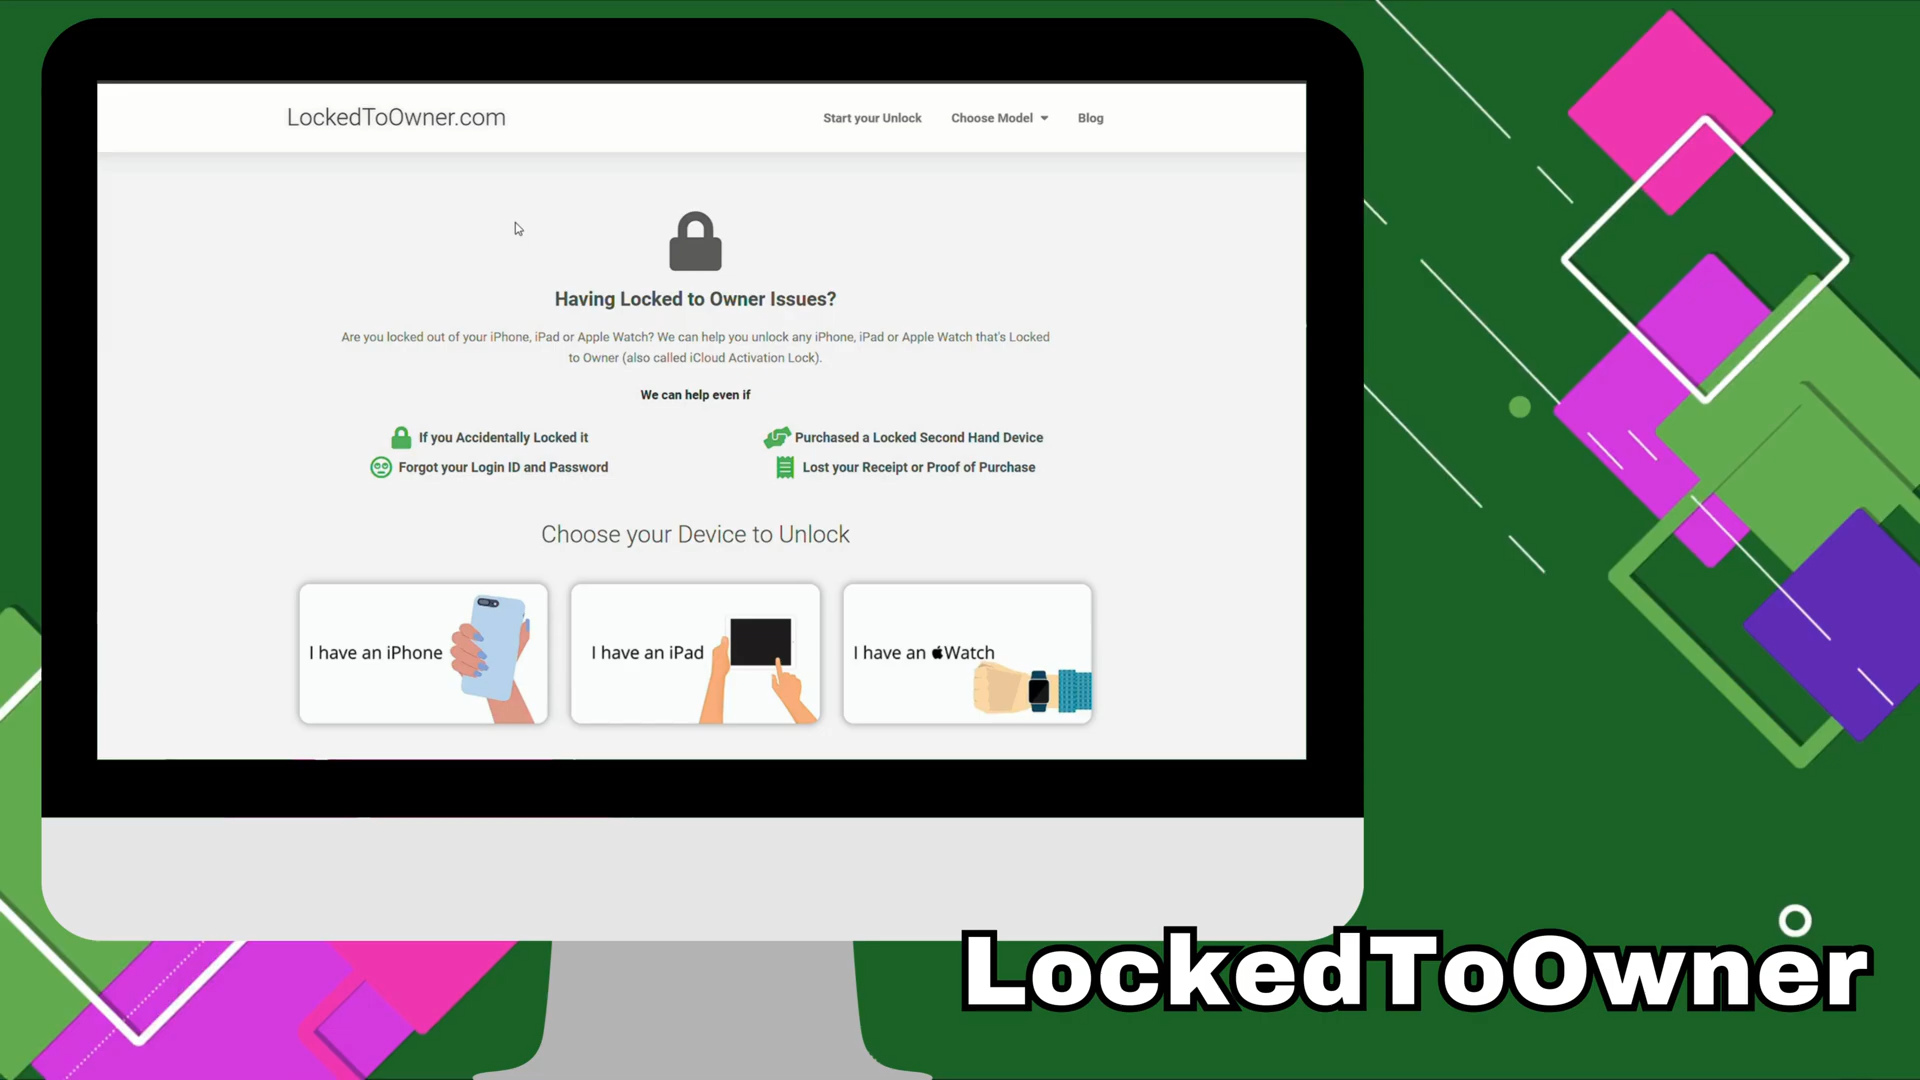 LockedToOwner.com
Start your Unlock
Choose Model
Blog
Having Locked to Owner Issues?
Are you locked out of your iPhone, iPad or Apple Watch? We can help you unlock any iPhone, iPad or Apple Watch that's Locked
to Owner (also called iCloud Activation Lock).
We can help even if
If you Accidentally Locked it
Purchased a Locked Second Hand Device
Forgot your Login ID and Password
Lost your Receipt or Proof of Purchase
Choose your Device to Unlock
I have an iPhone
I have an iPad
I have an Watch
LockedToOwner